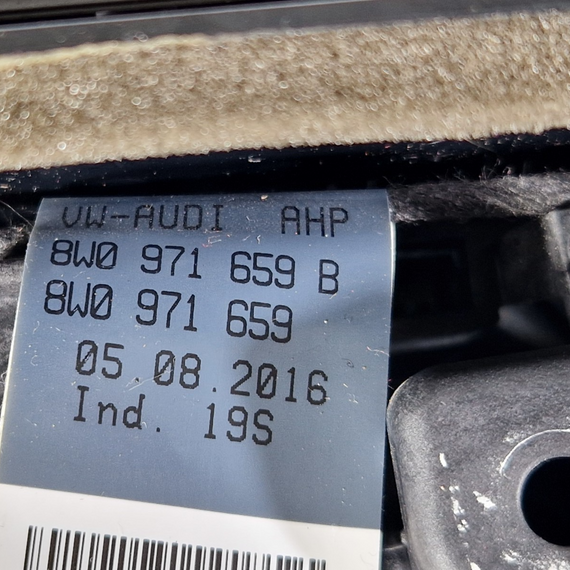 VW-AUDI AHP
8W0 971 659 B
8W0 971 659
05.08.2016
Ind. 19S